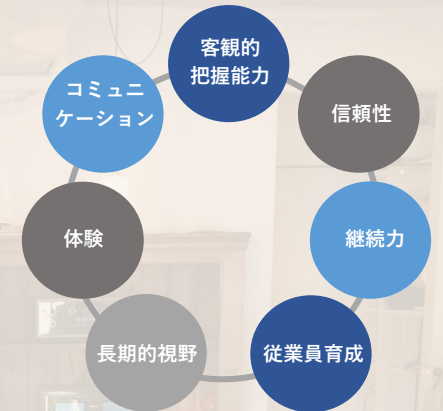 客観的
把握能力
信頼性
継続力
従業員育成
長期的視野
体験
コミュニ
ケーション